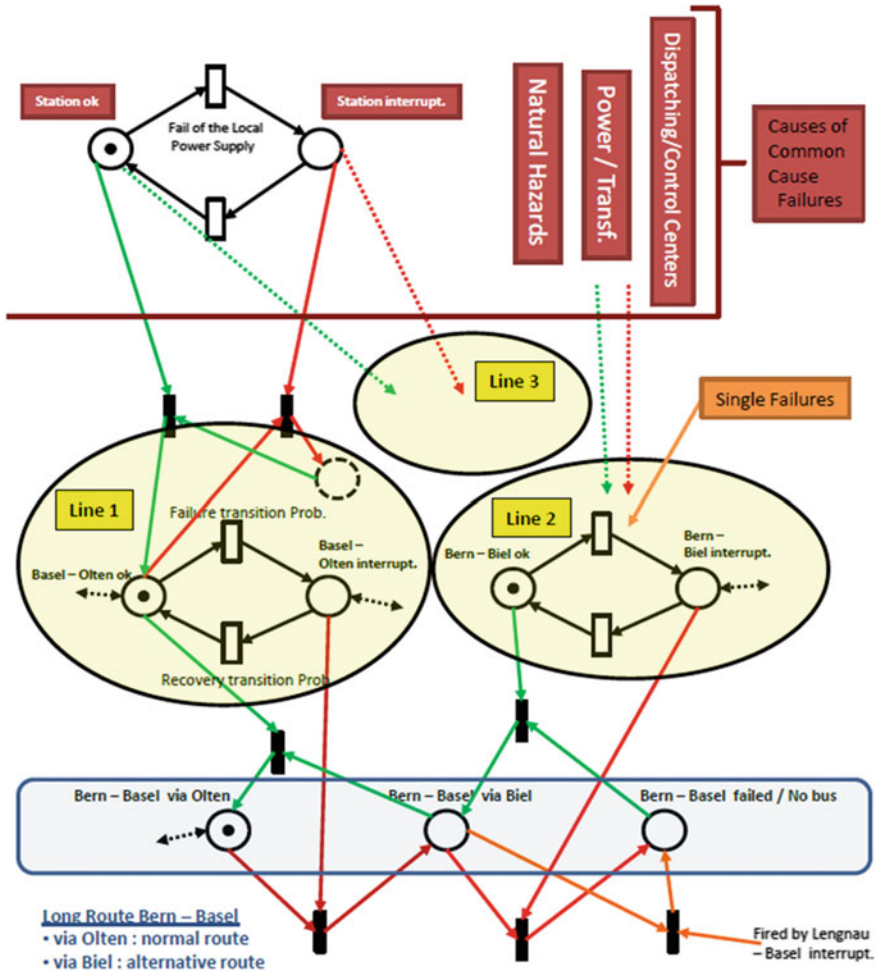 Station ok
Station interrupt.
Fail of the Local
Power Supply
Natural Hazards
Power / Transf.
Dispatching/Control Centers
Causes of
Common
Cause
Failures
Line 3
Single Failures
Line 1
Failure transition Prob.
Basel – Olten ok
Basel –
Olten interrupt.
Recovery transition Prob
Line 2
Bern – Biel ok
Bern –
Biel interrupt.
Bern – Basel via Olten
Bern – Basel via Biel
Bern – Basel failed / No bus
Long Route Bern – Basel
• via Olten : normal route
• via Biel : alternative route
Fired by Lengnau
– Basel interrupt.